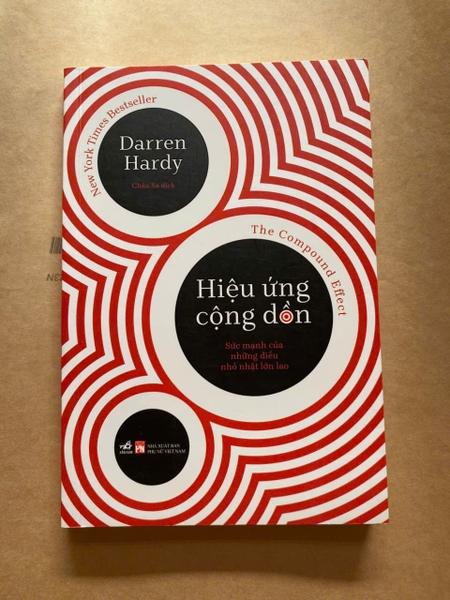 New York Times Bestseller
Darren
Hardy
Châu Sa dịch
The Compound Effect
Hiệu ứng
cộng dồn
Sức mạnh của
những điều
nhỏ nhặt lớn lao
NHÀ XUẤT BẢN
PHỤ NỮ VIỆT NAM